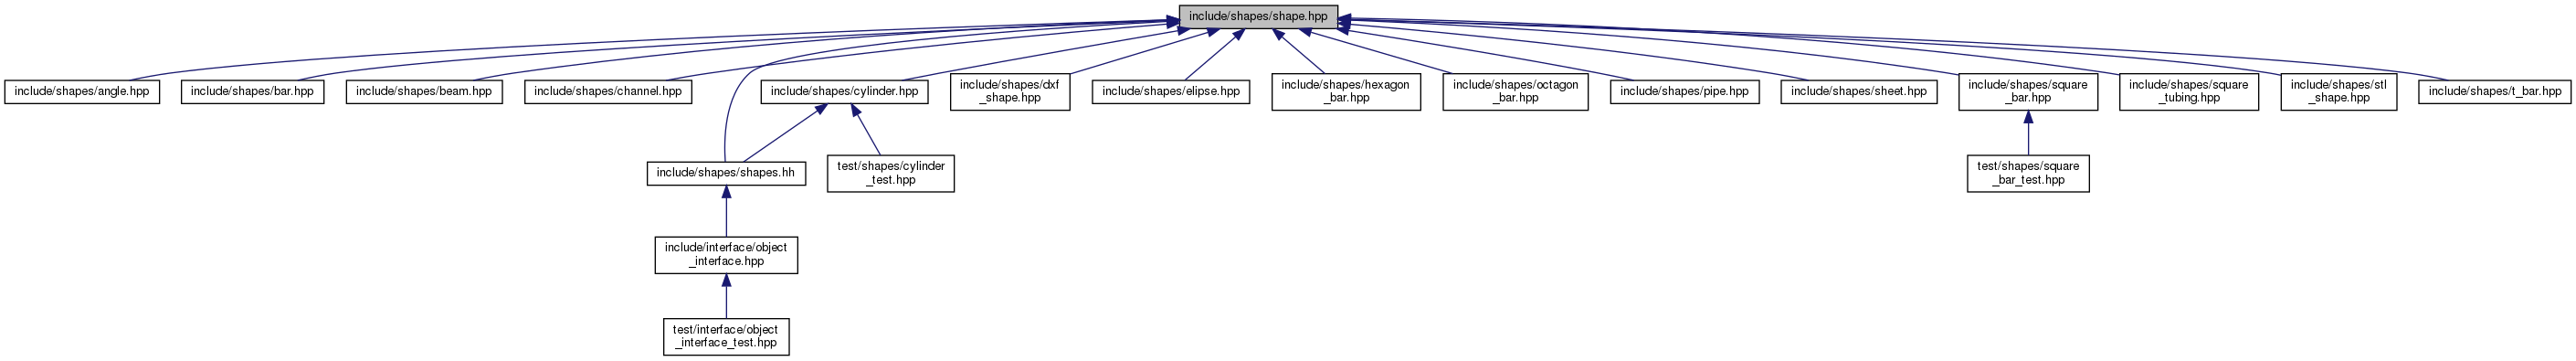 include/shapes/shape.hpp
include/shapes/angle.hpp
include/shapes/bar.hpp
include/shapes/beam.hpp
include/shapes/channel.hpp
include/shapes/cylinder.hpp
include/shapes/dxf
_shape.hpp
include/shapes/elipse.hpp
include/shapes/hexagon
_bar.hpp
include/shapes/octagon
_bar.hpp
include/shapes/pipe.hpp
include/shapes/sheet.hpp
include/shapes/square
_bar.hpp
include/shapes/square
_tubing.hpp
include/shapes/stl
_shape.hpp
include/shapes/t_bar.hpp
include/shapes/shapes.hh
test/shapes/cylinder
_test.hpp
test/shapes/square
_bar_test.hpp
include/interface/object
_interface.hpp
test/interface/object
_interface_test.hpp